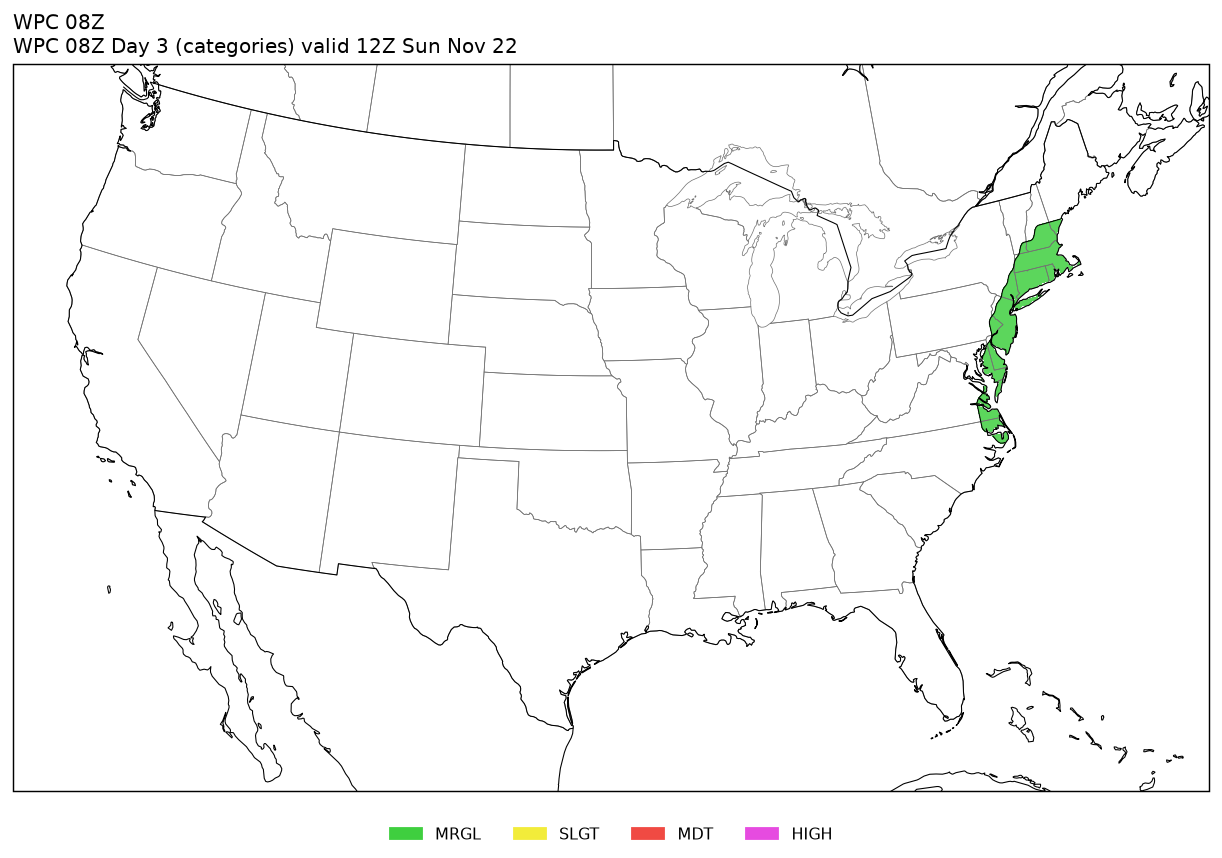 WPC 08Z
WPC 08Z Day 3 (categories) valid 12Z Sun Nov 22
MRGL SLGT MDT HIGH